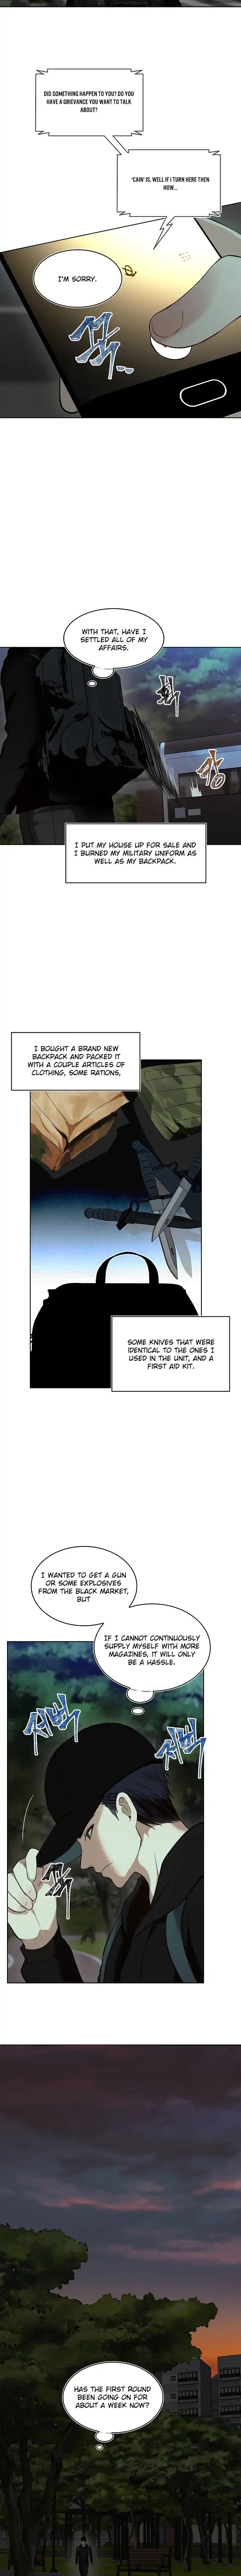 DID SOMETHING HAPPEN TO YOU? DO YOU
HAVE A GRIEVANCE YOU WANT TO TALK
ABOUT?
'CAIN' IS, WELL IF I TURN HERE THEN
HOW...
I'M SORRY.
WITH THAT, HAVE I
SETTLED ALL OF MY
AFFAIRS.
I PUT MY HOUSE UP FOR SALE AND
I BURNED MY MILITARY UNIFORM AS
WELL AS MY BACKPACK.
I BOUGHT A BRAND NEW
BACKPACK AND PACKED IT
WITH A COUPLE ARTICLES OF
CLOTHING, SOME RATIONS,
SOME KNIVES THAT WERE
IDENTICAL TO THE ONES I
USED IN THE UNIT, AND A
FIRST AID KIT.
I WANTED TO GET A GUN
OR SOME EXPLOSIVES
FROM THE BLACK MARKET,
BUT
IF I CANNOT CONTINUOUSLY
SUPPLY MYSELF WITH MORE
MAGAZINES, IT WILL ONLY
BE A HASSLE.
저벅
저벅
HAS THE FIRST ROUND
BEEN GOING ON FOR
ABOUT A WEEK NOW?